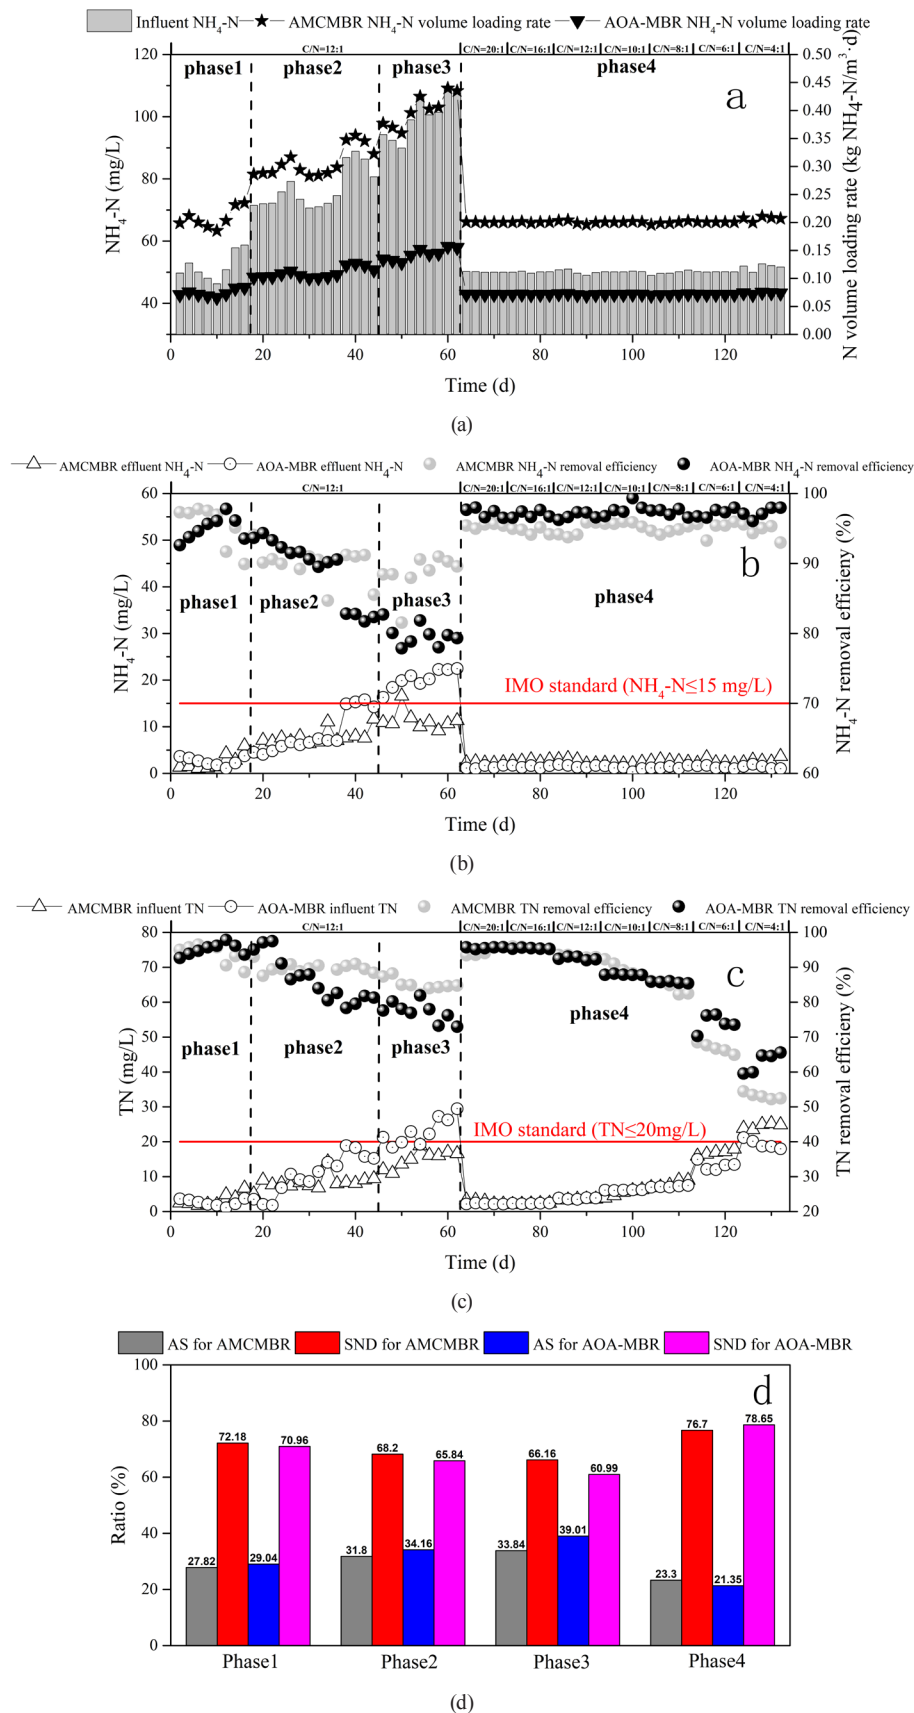 Influent NH4-N AMCMBR NH4-N volume loading rate AOA-MBR NH4-N volume loading rate
C/N=12:1 C/N=20:1 C/N=16:1 C/N=12:1 C/N=10:1 C/N=8:1 C/N=6:1 C/N=4:1
phase1 phase2 phase3 phase4
a
NH4-N (mg/L)
120
100
80
60
40
N volume loading rate (kg NH4-N/m3·d)
0.50
0.45
0.40
0.35
0.30
0.25
0.20
0.15
0.10
0.05
0.00
0 20 40 60 80 100 120
Time (d)
(a)
AMCMBR effluent NH4-N AOA-MBR effluent NH4-N AMCMBR NH4-N removal efficiency AOA-MBR NH4-N removal efficiency
C/N=12:1 C/N=20:1 C/N=16:1 C/N=12:1 C/N=10:1 C/N=8:1 C/N=6:1 C/N=4:1
b
phase1 phase2 phase3 phase4
IMO standard (NH4-N≤15 mg/L)
NH4-N (mg/L)
60
50
40
30
20
10
0
NH4-N removal efficieny (%)
100
90
80
70
60
0 20 40 60 80 100 120
Time (d)
(b)
AMCMBR influent TN AOA-MBR influent TN AMCMBR TN removal efficiency AOA-MBR TN removal efficiency
C/N=12:1 C/N=20:1 C/N=16:1 C/N=12:1 C/N=10:1 C/N=8:1 C/N=6:1 C/N=4:1
c
phase1 phase2 phase3 phase4
IMO standard (TN≤20mg/L)
TN (mg/L)
80
70
60
50
40
30
20
10
0
TN removal efficieny (%)
100
90
80
70
60
50
40
30
20
0 20 40 60 80 100 120
Time (d)
(c)
AS for AMCMBR SND for AMCMBR AS for AOA-MBR SND for AOA-MBR
d
Ratio (%)
100
80
60
40
20
0
27.82 72.18 29.04 70.96
31.8 68.2 34.16 65.84
33.84 66.16 39.01 60.99
23.3 76.7 21.35 78.65
Phase1 Phase2 Phase3 Phase4
(d)